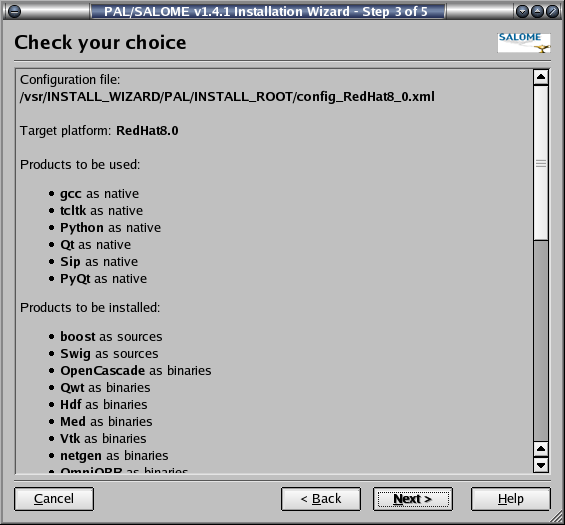 PAL/SALOME v1.4.1 Installation Wizard - Step 3 of 5
Check your choice
SALOME
Configuration file:
/vsr/INSTALL_WIZARD/PAL/INSTALL_ROOT/config_RedHat8_0.xml
Target platform: RedHat8.0
Products to be used:
• gcc as native
• tcltk as native
• Python as native
• Qt as native
• Sip as native
• PyQt as native
Products to be installed:
• boost as sources
• Swig as sources
• OpenCascade as binaries
• Qwt as binaries
• Hdf as binaries
• Med as binaries
• Vtk as binaries
• netgen as binaries
• OmniORB as binaries
Cancel
< Back
Next >
Help